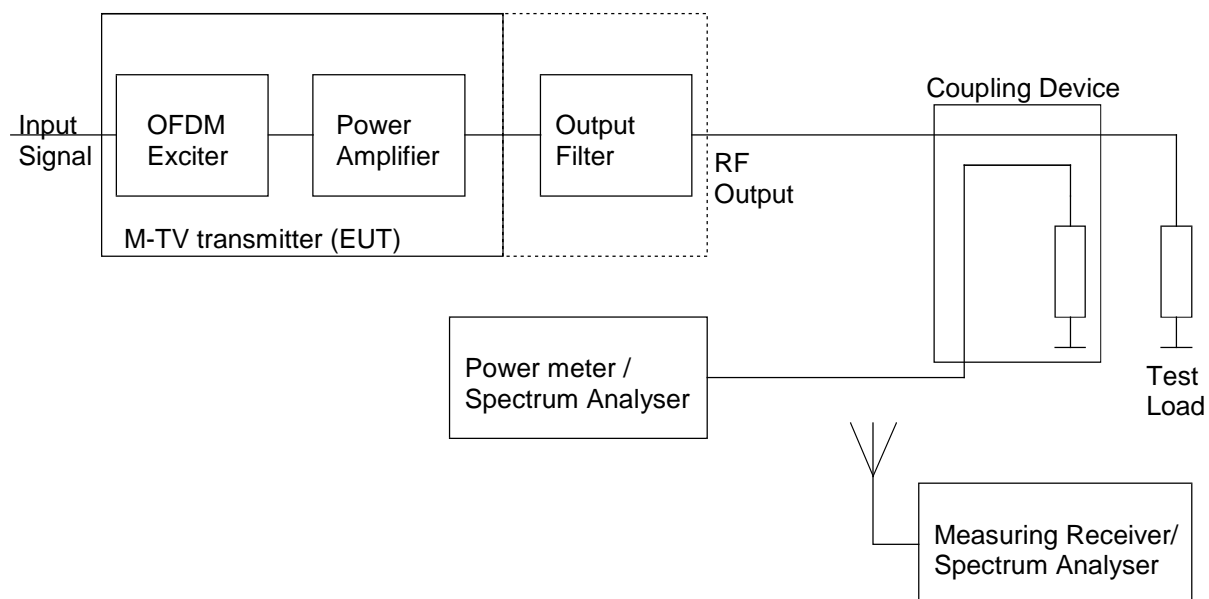 Input
Signal
OFDM
Exciter
Power
Amplifier
M-TV transmitter (EUT)
Output
Filter
RF
Output
Coupling Device
Test
Load
Power meter /
Spectrum Analyser
Measuring Receiver/
Spectrum Analyser